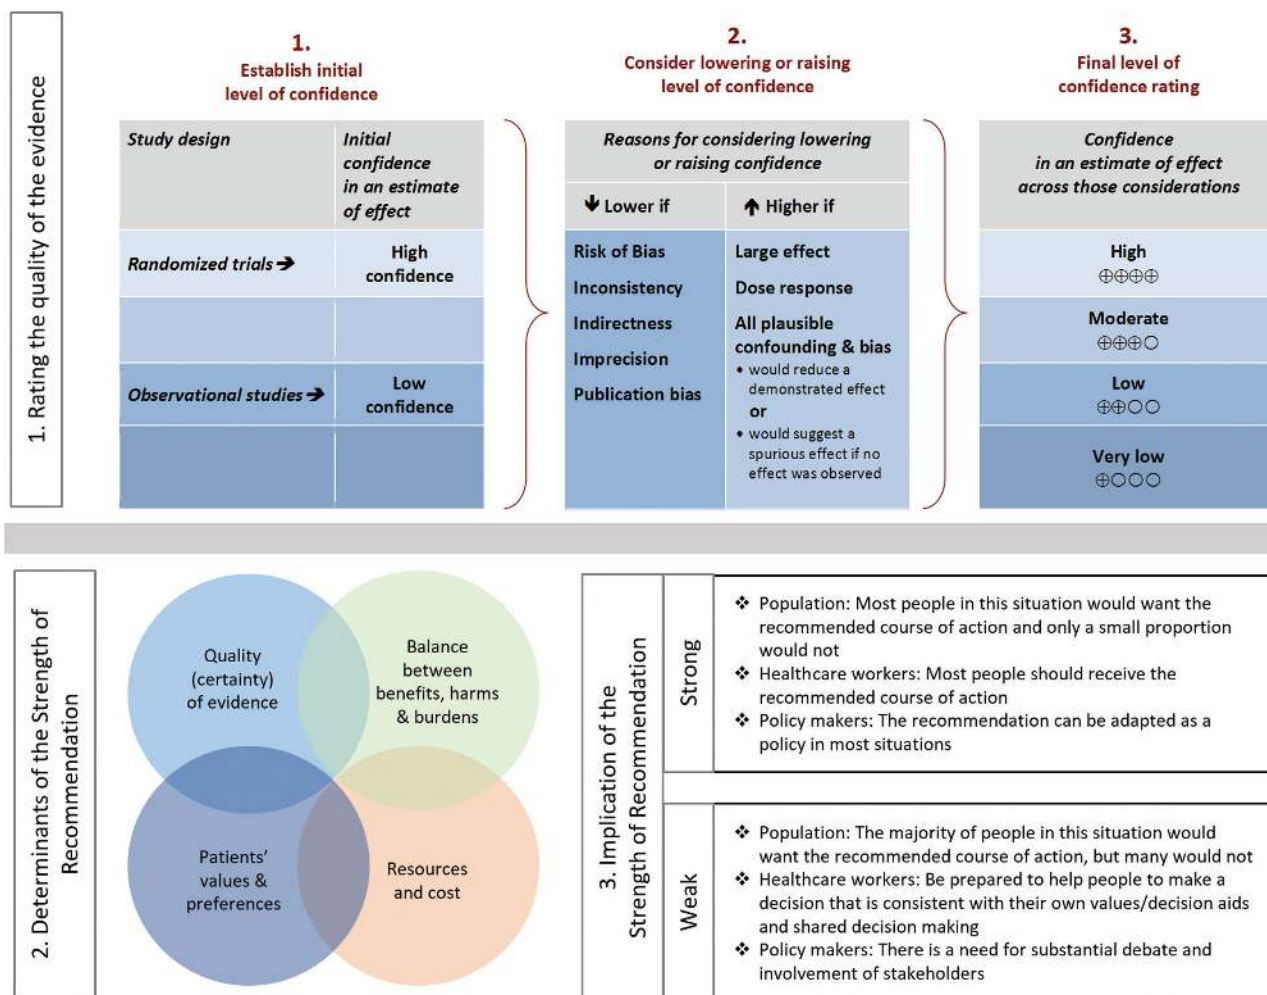 1. Rating the quality of the evidence
1.
Establish initial
level of confidence
Study design
Initial
confidence
in an estimate
of effect
Randomized trials ➔
High
confidence
Observational studies ➔
Low
confidence
2.
Consider lowering or raising
level of confidence
Reasons for considering lowering
or raising confidence
🡻 Lower if
🡹 Higher if
Risk of Bias
Inconsistency
Indirectness
Imprecision
Publication bias
Large effect
Dose response
All plausible
confounding & bias
• would reduce a
demonstrated effect
or
• would suggest a
spurious effect if no
effect was observed
3.
Final level of
confidence rating
Confidence
in an estimate of effect
across those considerations
High
⊕⊕⊕⊕
Moderate
⊕⊕⊕○
Low
⊕⊕○○
Very low
⊕○○○
2. Determinants of the Strength of
Recommendation
Quality
(certainty)
of evidence
Balance
between
benefits, harms
& burdens
Patients’
values &
preferences
Resources
and cost
3. Implication of the
Strength of Recommendation
Strong
❖ Population: Most people in this situation would want the
recommended course of action and only a small proportion
would not
❖ Healthcare workers: Most people should receive the
recommended course of action
❖ Policy makers: The recommendation can be adapted as a
policy in most situations
Weak
❖ Population: The majority of people in this situation would
want the recommended course of action, but many would not
❖ Healthcare workers: Be prepared to help people to make a
decision that is consistent with their own values/decision aids
and shared decision making
❖ Policy makers: There is a need for substantial debate and
involvement of stakeholders